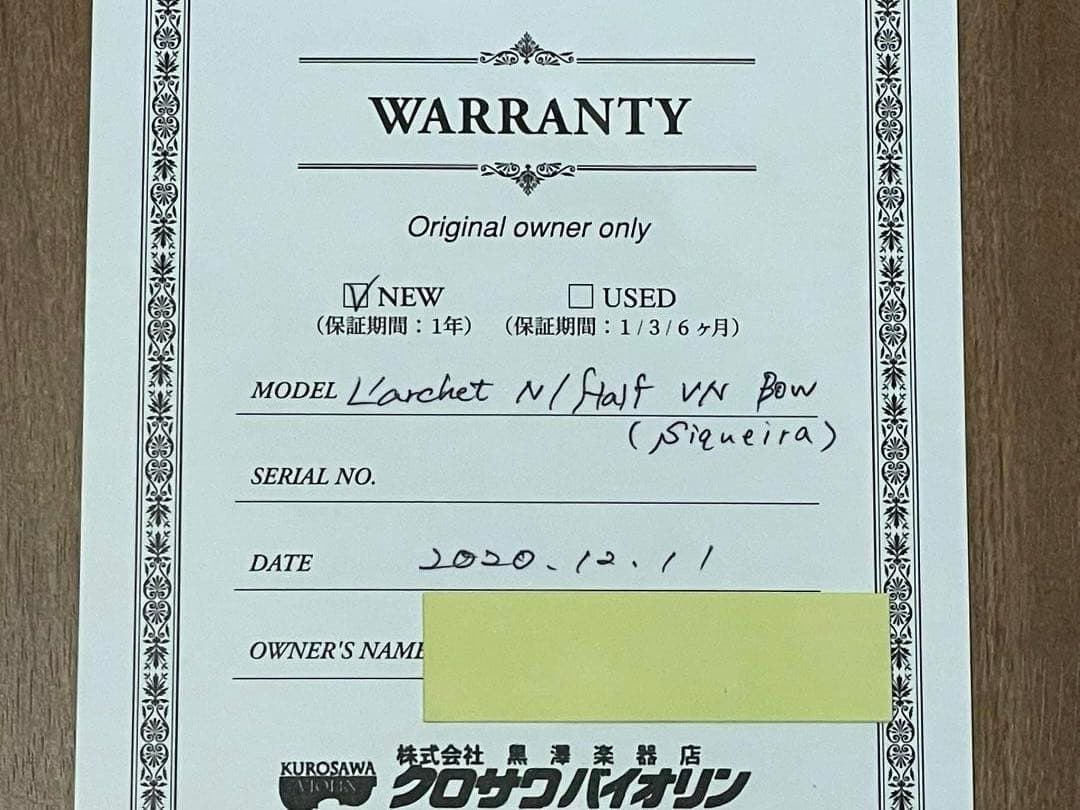 WARRANTY
Original owner only
NEW USED
（保証期間：1年）（保証期間：1/3/6ヶ月）
MODEL L'archet N/Half VN Bow
(Siqueira)
SERIAL NO.
DATE 2020.12.11
OWNER'S NAME
株式会社 黒澤楽器店
KUROSAWA クロサワバイオリン
VIOLIN